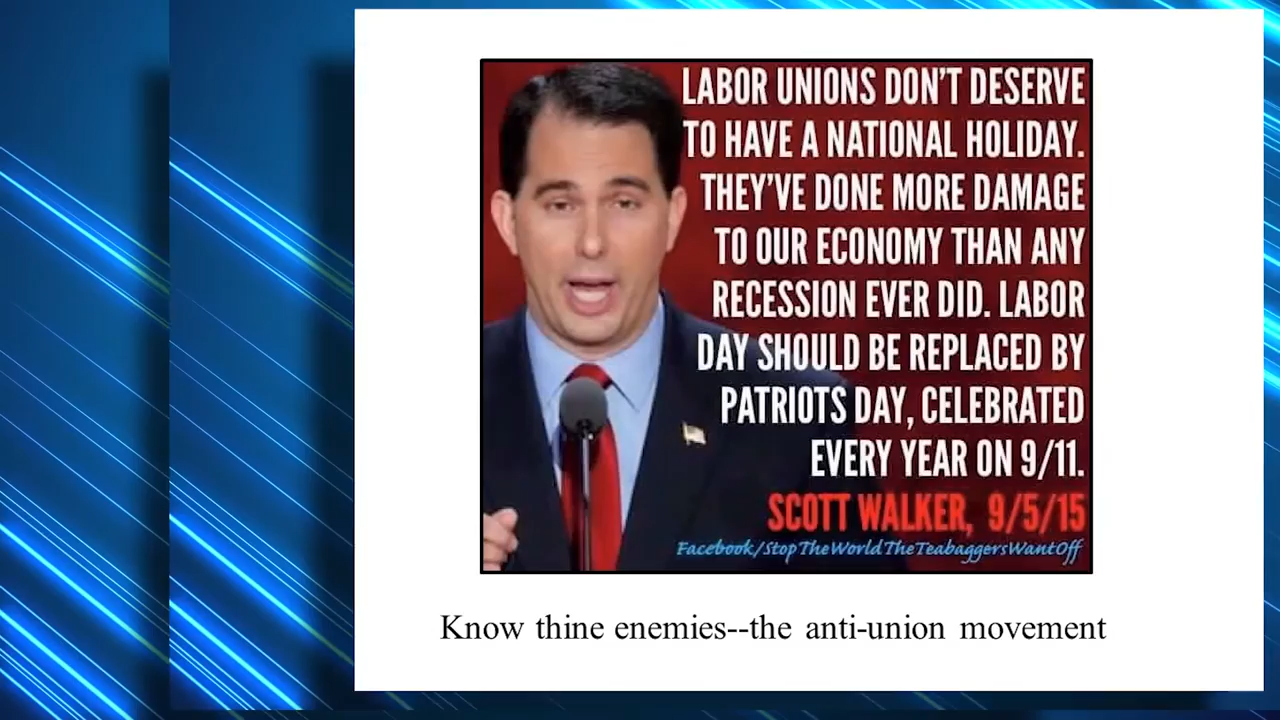 LABOR UNIONS DON'T DESERVE
TO HAVE A NATIONAL HOLIDAY.
THEY'VE DONE MORE DAMAGE
TO OUR ECONOMY THAN ANY
RECESSION EVER DID. LABOR
DAY SHOULD BE REPLACED BY
PATRIOTS DAY, CELEBRATED
EVERY YEAR ON 9/11.
SCOTT WALKER, 9/5/15
Facebook/StopTheWorldTheTeabaggersWantOff
Know thine enemies--the anti-union movement